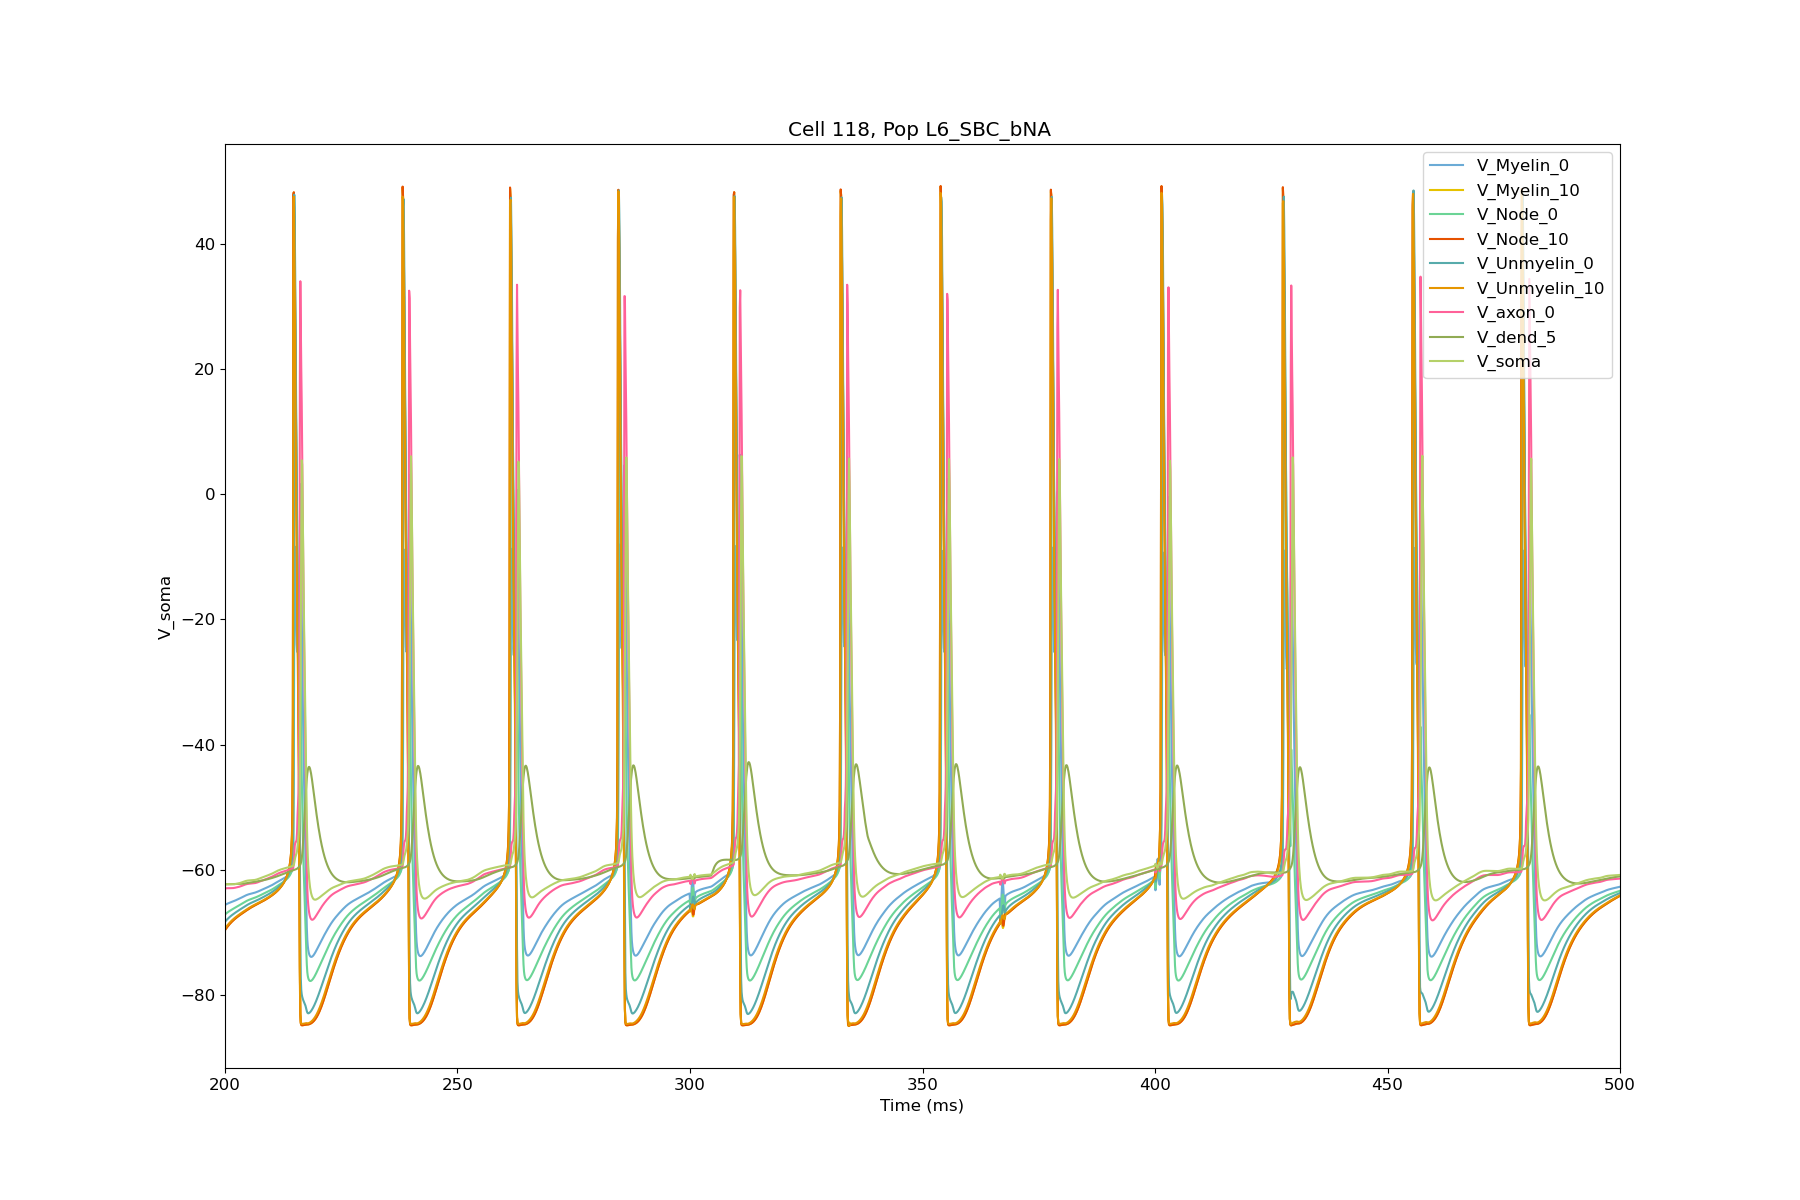 Cell 118, Pop L6_SBC_bNA
V_Myelin_0
V_Myelin_10
V_Node_0
V_Node_10
V_Unmyelin_0
V_Unmyelin_10
V_axon_0
V_dend_5
V_soma
40
20
0
−20
−40
−60
−80
V_soma
200 250 300 350 400 450 500
Time (ms)